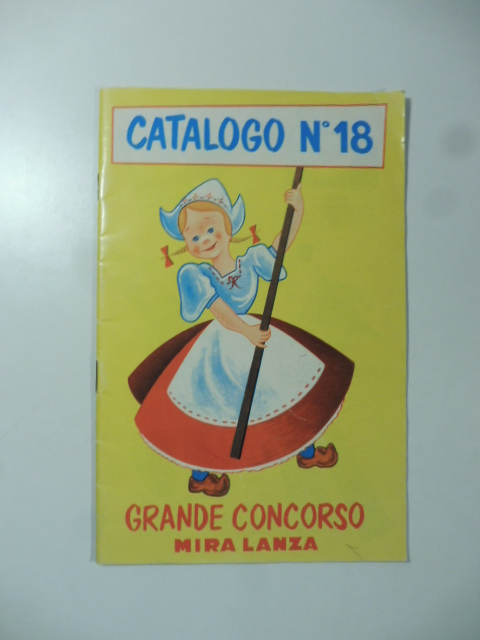 CATALOGO N° 18
GRANDE CONCORSO
MIRA LANZA